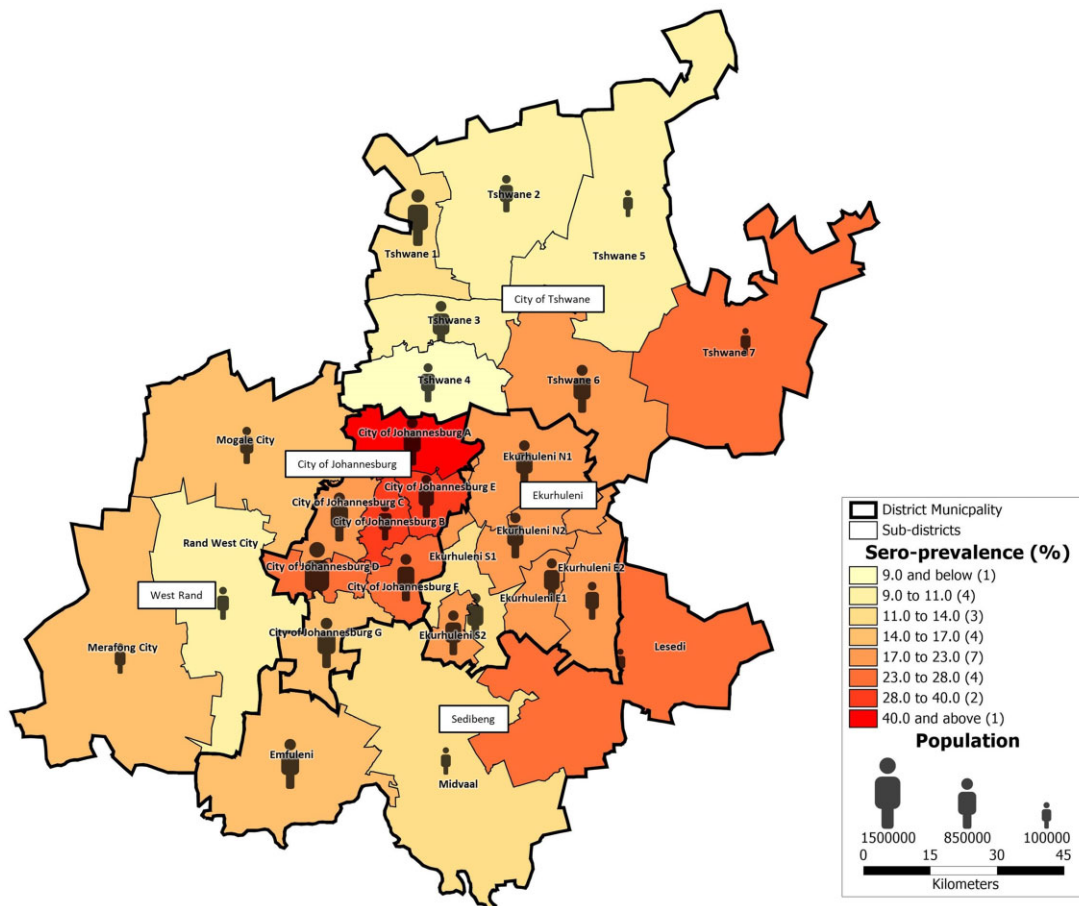 Tshwane 2
Tshwane 1
Tshwane 5
City of Tshwane
Tshwane 3
Tshwane 7
Tshwane 4
Tshwane 6
City of Johannesburg A
Mogale City
Ekurhuleni N1
City of Johannesburg
City of Johannesburg E
Ekurhuleni
City of Johannesburg C
City of Johannesburg B
Ekurhuleni N2
Rand West City
Ekurhuleni S1
City of Johannesburg D
Ekurhuleni E2
City of Johannesburg F
West Rand
Ekurhuleni E1
City of Johannesburg G
Ekurhuleni S2
Merafong City
Lesedi
Sedibeng
Emfuleni
Midvaal
District Municpality
Sub-districts
Sero-prevalence (%)
9.0 and below (1)
9.0 to 11.0 (4)
11.0 to 14.0 (3)
14.0 to 17.0 (4)
17.0 to 23.0 (7)
23.0 to 28.0 (4)
28.0 to 40.0 (2)
40.0 and above (1)
Population
1500000 850000 100000
0 15 30 45
Kilometers